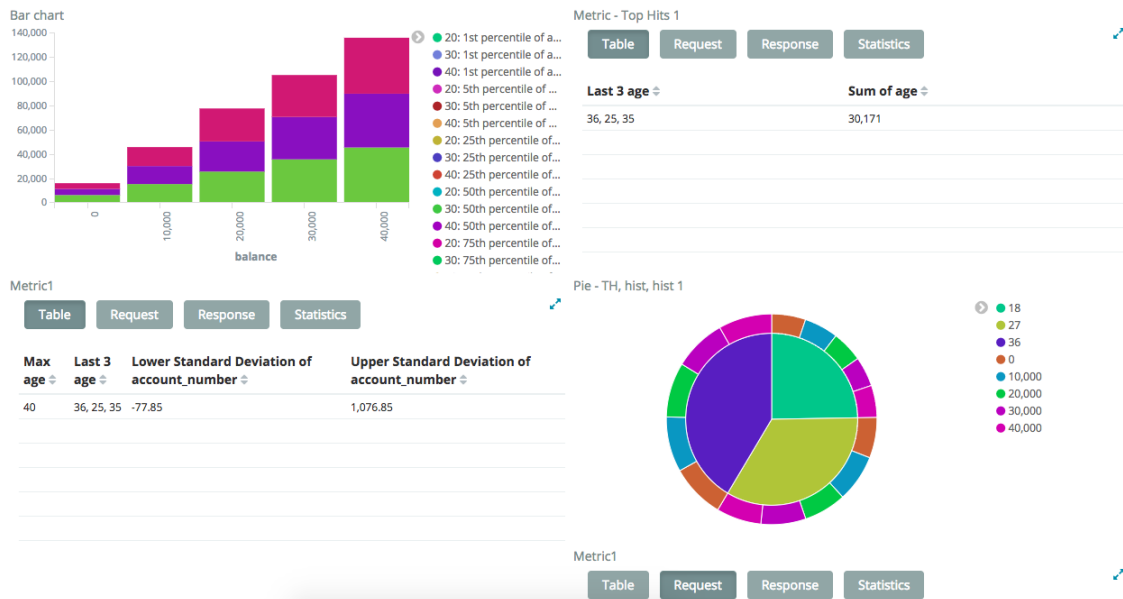 Bar chart
140,000
120,000
100,000
80,000
60,000
40,000
20,000
0
0
10,000
20,000
30,000
40,000
balance
20: 1st percentile of a...
30: 1st percentile of a...
40: 1st percentile of a...
20: 5th percentile of ...
30: 5th percentile of ...
40: 5th percentile of ...
20: 25th percentile of...
30: 25th percentile of...
40: 25th percentile of...
20: 50th percentile of...
30: 50th percentile of...
40: 50th percentile of...
20: 75th percentile of...
30: 75th percentile of...
Metric - Top Hits 1
Table Request Response Statistics
Last 3 age Sum of age
36, 25, 35 30,171
Metric1
Table Request Response Statistics
Max Last 3 Lower Standard Deviation of Upper Standard Deviation of
age age account_number account_number
40 36, 25, 35 -77.85 1,076.85
Pie - TH, hist, hist 1
18
27
36
0
10,000
20,000
30,000
40,000
Metric1
Table Request Response Statistics